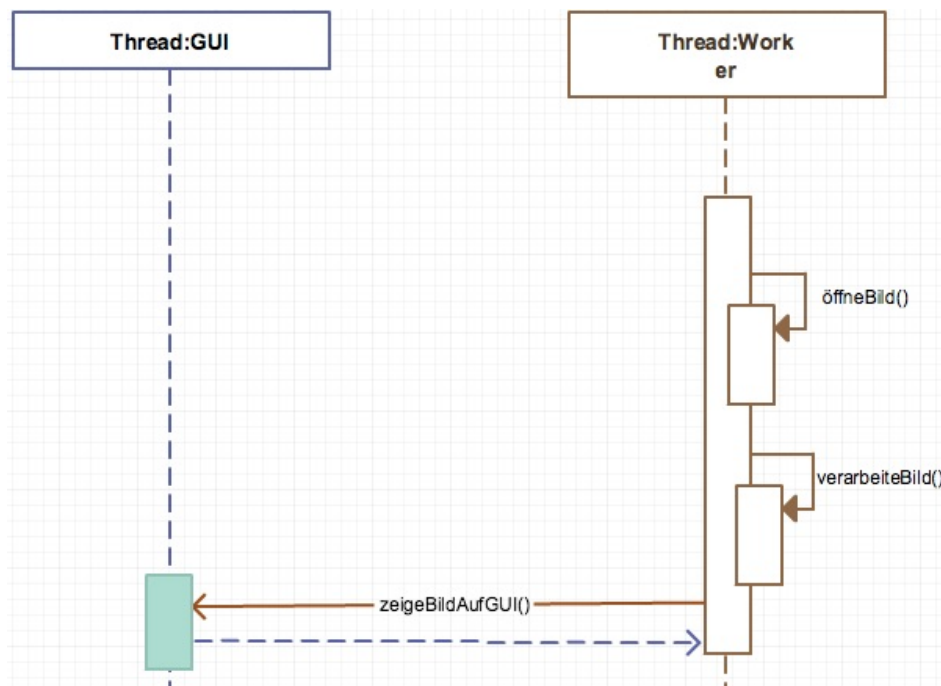 Thread:GUI
Thread:Work
er
öffneBild()
verarbeiteBild()
zeigeBildAufGUI()